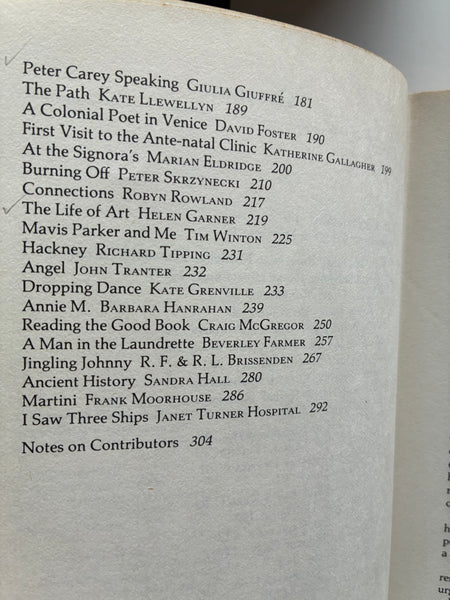 Peter Carey Speaking GIULIA GIUFFRÉ 181
The Path KATE LLEWELLYN 189
A Colonial Poet in Venice DAVID FOSTER 190
First Visit to the Ante-natal Clinic KATHERINE GALLAGHER 199
At the Signora's MARIAN ELDRIDGE 200
Burning Off PETER SKRZYNECKI 210
Connections ROBYN ROWLAND 217
The Life of Art HELEN GARNER 219
Mavis Parker and Me TIM WINTON 225
Hackney RICHARD TIPPING 231
Angel JOHN TRANTER 232
Dropping Dance KATE GRENVILLE 233
Annie M. BARBARA HANRAHAN 239
Reading the Good Book CRAIG MCGREGOR 250
A Man in the Laundrette BEVERLEY FARMER 257
Jingling Johnny R. F. & R. L. BRISSENDEN 267
Ancient History SANDRA HALL 280
Martini FRANK MOORHOUSE 286
I Saw Three Ships JANET TURNER HOSPITAL 292
Notes on Contributors 304